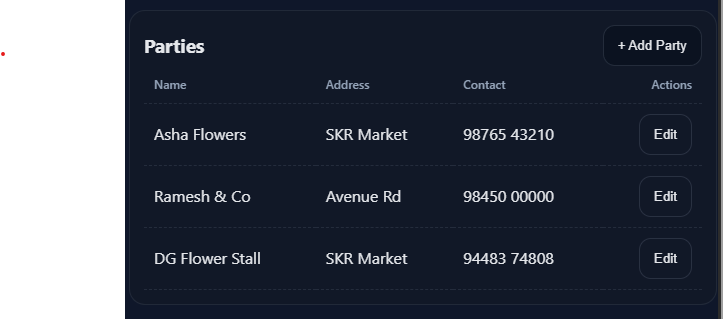 Parties
+ Add Party
Name Address Contact Actions
Asha Flowers SKR Market 98765 43210 Edit
Ramesh & Co Avenue Rd 98450 00000 Edit
DG Flower Stall SKR Market 94483 74808 Edit